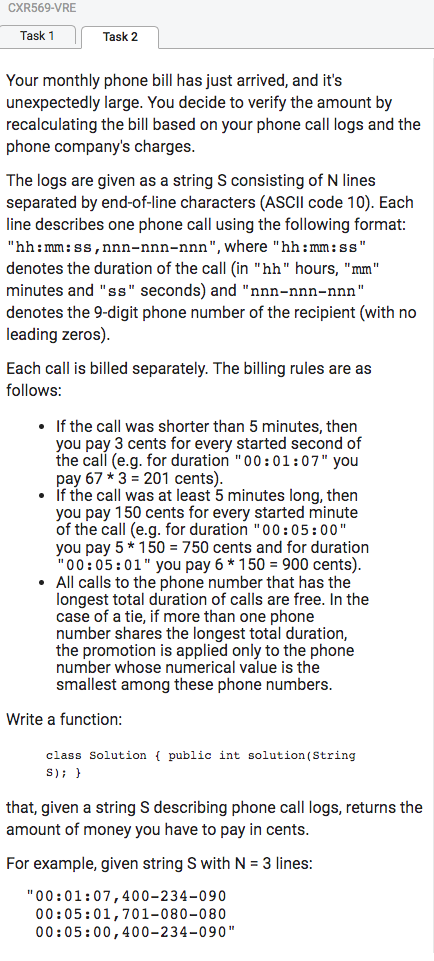 CXR569-VRE
Task 1 Task 2
Your monthly phone bill has just arrived, and it's
unexpectedly large. You decide to verify the amount by
recalculating the bill based on your phone call logs and the
phone company's charges.
The logs are given as a string S consisting of N lines
separated by end-of-line characters (ASCII code 10). Each
line describes one phone call using the following format:
"hh:mm:ss,nnn-nnn-nnn", where "hh:mm:ss"
denotes the duration of the call (in "hh" hours, "mm"
minutes and "ss" seconds) and "nnn-nnn-nnn"
denotes the 9-digit phone number of the recipient (with no
leading zeros).
Each call is billed separately. The billing rules are as
follows:
• If the call was shorter than 5 minutes, then
you pay 3 cents for every started second of
the call (e.g. for duration "00:01:07" you
pay 67 * 3 = 201 cents).
• If the call was at least 5 minutes long, then
you pay 150 cents for every started minute
of the call (e.g. for duration "00:05:00"
you pay 5 * 150 = 750 cents and for duration
"00:05:01" you pay 6 * 150 = 900 cents).
• All calls to the phone number that has the
longest total duration of calls are free. In the
case of a tie, if more than one phone
number shares the longest total duration,
the promotion is applied only to the phone
number whose numerical value is the
smallest among these phone numbers.
Write a function:
class Solution { public int solution(String
S); }
that, given a string S describing phone call logs, returns the
amount of money you have to pay in cents.
For example, given string S with N = 3 lines:
"00:01:07,400-234-090
00:05:01,701-080-080
00:05:00,400-234-090"